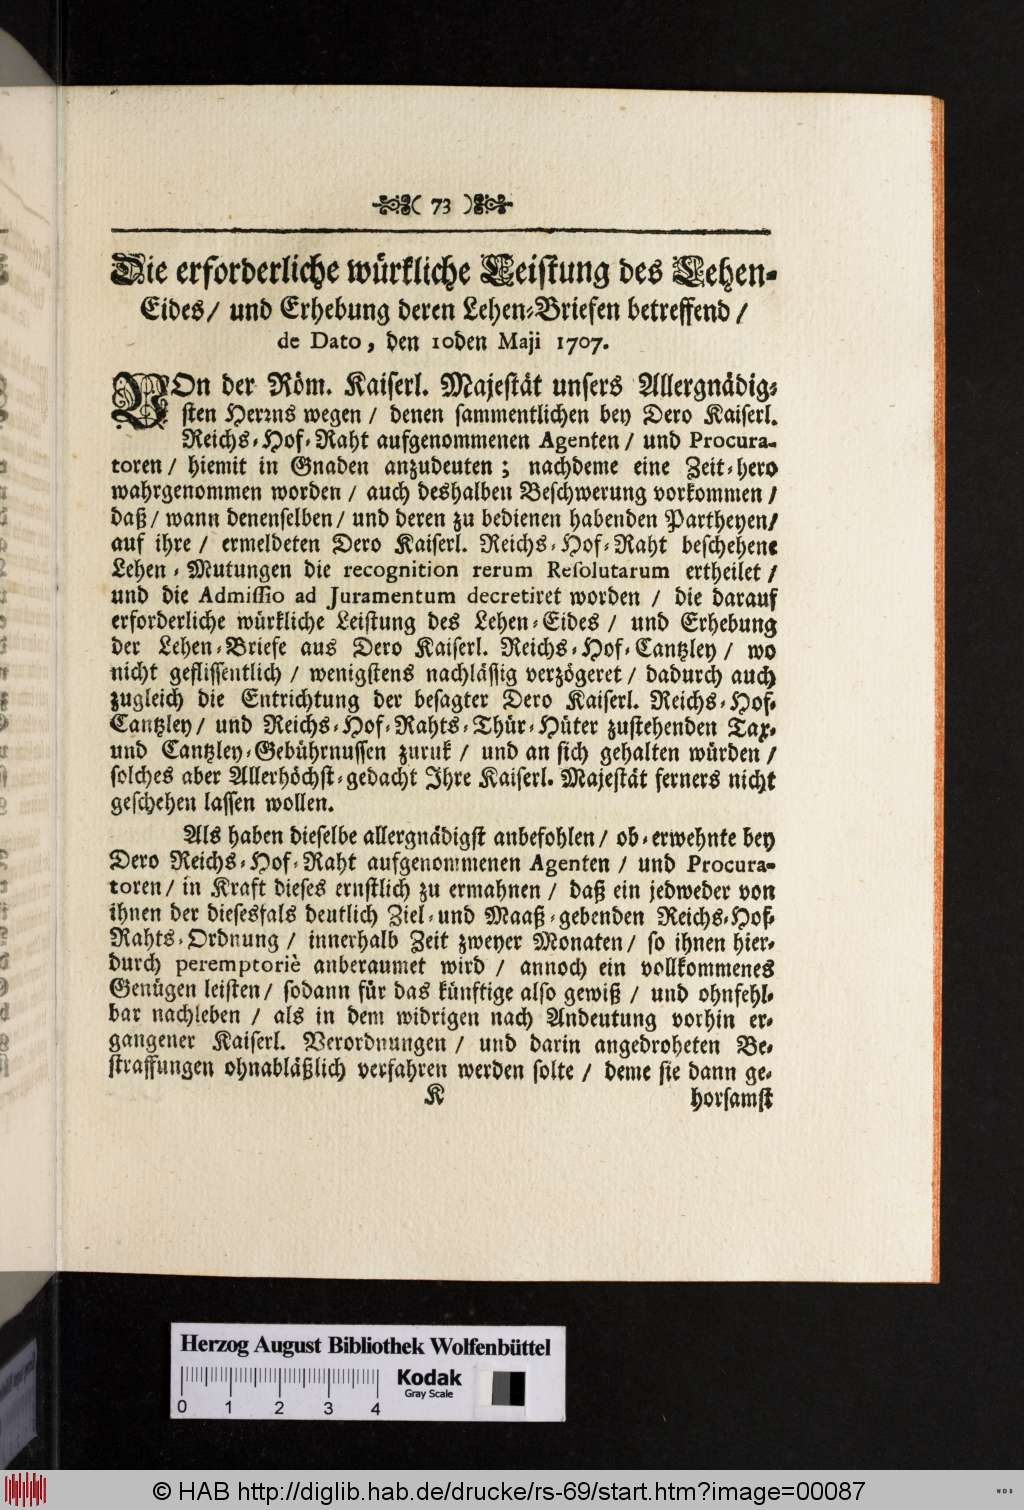 ( 73 )
Die erforderliche würkliche Leistung des Lehen-
Eides/ und Erhebung deren Lehen-Briefen betreffend /
de Dato, den 10den Maji 1707.
VOn der Röm. Kaiserl. Majestät unsers Allergnädig-
sten Herrns wegen / denen sammentlichen bey Dero Kaiserl.
Reichs-Hof-Raht aufgenommenen Agenten / und Procura-
toren / hiemit in Gnaden anzudeuten ; nachdeme eine Zeit-hero
wahrgenommen worden / auch deshalben Beschwerung vorkommen /
daß / wann denenselben / und deren zu bedienen habenden Partheyen/
auf ihre / ermeldeten Dero Kaiserl. Reichs-Hof-Raht beschehene
Lehen-Mutungen die recognition rerum Resolutarum ertheilet /
und die Admissio ad Juramentum decretiret worden / die darauf
erforderliche würkliche Leistung des Lehen-Eides / und Erhebung
der Lehen-Briefe aus Dero Kaiserl. Reichs-Hof-Cantzley / wo
nicht geflissentlich / wenigstens nachlässig verzögeret / dadurch auch
zugleich die Entrichtung der besagter Dero Kaiserl. Reichs-Hof-
Cantzley / und Reichs-Hof-Rahts-Thür-Hüter zustehenden Tax-
und Cantzley-Gebührnussen zuruk / und an sich gehalten würden /
solches aber Allerhöchst-gedacht Ihre Kaiserl. Majestät ferners nicht
geschehen lassen wollen.
Als haben dieselbe allergnädigst anbefohlen / ob-erwehnte bey
Dero Reichs-Hof-Raht aufgenommenen Agenten / und Procura-
toren / in Kraft dieses ernstlich zu ermahnen / daß ein jedweder von
ihnen der diesesfals deutlich Ziel-und Maaß-gebenden Reichs-Hof-
Rahts-Ordnung / innerhalb Zeit zweyer Monaten / so ihnen hier-
durch peremptoriè anberaumet wird / annoch ein vollkommenes
Genügen leisten / sodann für das künftige also gewiß / und ohnfehl-
bar nachleben / als in dem widrigen nach Andeutung vorhin er-
gangener Kaiserl. Verordnungen / und darin angedroheten Be-
straffungen ohnabläßlich verfahren werden solte / deme sie dann ge-
K horsamst
Herzog August Bibliothek Wolfenbüttel
Kodak
Gray Scale
0 1 2 3 4
© HAB http://diglib.hab.de/drucke/rs-69/start.htm?image=00087